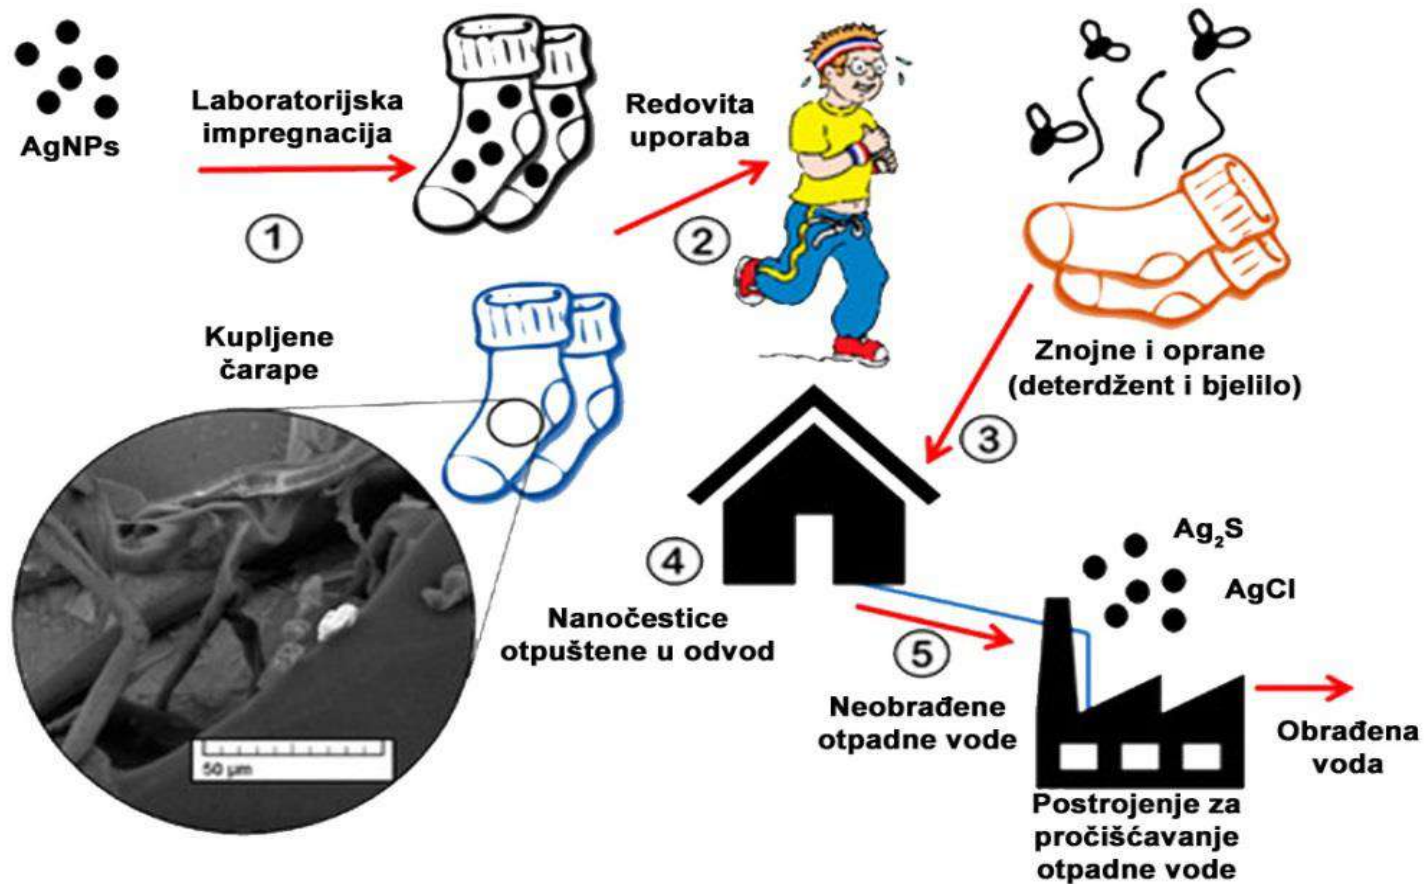 AgNPs
Laboratorijska
impregnacija
1
Redovita
uporaba
2
Kupljene
čarape
Znojne i oprane
(deterdžent i bjelilo)
3
4
Nanočestice
otpuštene u odvod
50 µm
5
Neobrađene
otpadne vode
Ag₂S
AgCl
Obrađena
voda
Postrojenje za
pročišćavanje
otpadne vode